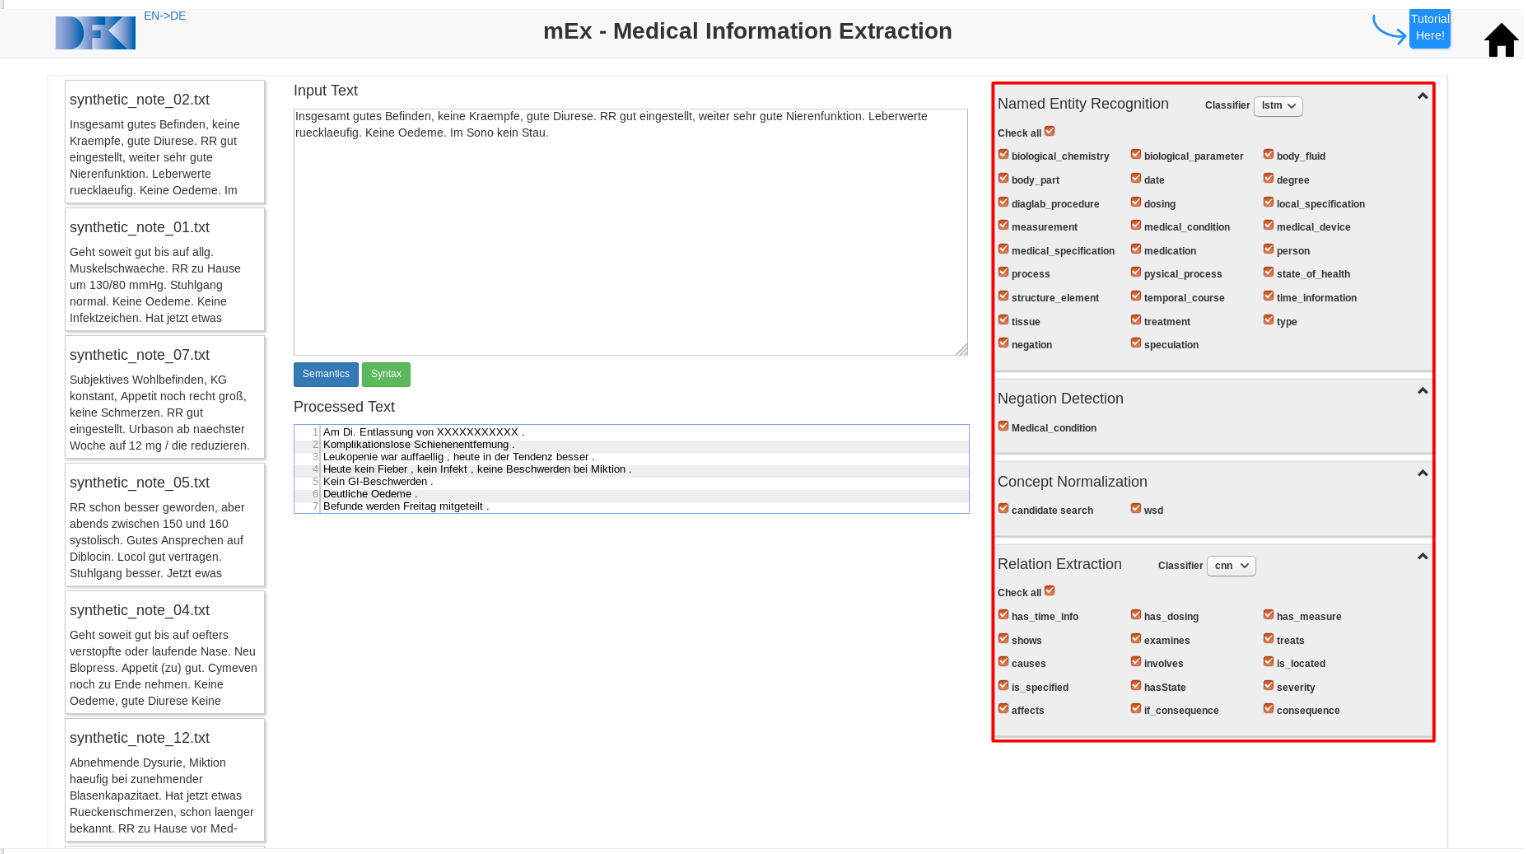 EN->DE
DFKI
mEx - Medical Information Extraction
Tutorial
Here!
synthetic_note_02.txt
Insgesamt gutes Befinden, keine
Kraempfe, gute Diurese. RR gut
eingestellt, weiter sehr gute
Nierenfunktion. Leberwerte
ruecklaeufig. Keine Oedeme. Im
synthetic_note_01.txt
Geht soweit gut bis auf allg.
Muskelschwaeche. RR zu Hause
um 130/80 mmHg. Stuhlgang
normal. Keine Oedeme. Keine
Infektzeichen. Hat jetzt etwas
synthetic_note_07.txt
Subjektives Wohlbefinden, KG
konstant, Appetit noch recht groß,
keine Schmerzen. RR gut
eingestellt. Urbason ab naechster
Woche auf 12 mg / die reduzieren.
synthetic_note_05.txt
RR schon besser geworden, aber
abends zwischen 150 und 160
systolisch. Gutes Ansprechen auf
Diblocin. Locol gut vertragen.
Stuhlgang besser. Jetzt ewas
synthetic_note_04.txt
Geht soweit gut bis auf oefters
verstopfte oder laufende Nase. Neu
Blopress. Appetit (zu) gut. Cymeven
noch zu Ende nehmen. Keine
Oedeme, gute Diurese Keine
synthetic_note_12.txt
Abnehmende Dysurie, Miktion
haeufig bei zunehmender
Blasenkapazitaet. Hat jetzt etwas
Rueckenschmerzen, schon laenger
bekannt. RR zu Hause vor Med-
Input Text
Insgesamt gutes Befinden, keine Kraempfe, gute Diurese. RR gut eingestellt, weiter sehr gute Nierenfunktion. Leberwerte
ruecklaeufig. Keine Oedeme. Im Sono kein Stau.
Semantics Syntax
Processed Text
1 Am Di. Entlassung von XXXXXXXXXXX .
2 Komplikationslose Schienenentfernung .
3 Leukopenie war auffaellig , heute in der Tendenz besser .
4 Heute kein Fieber , kein Infekt , keine Beschwerden bei Miktion .
5 Kein GI-Beschwerden .
6 Deutliche Oedeme .
7 Befunde werden Freitag mitgeteilt .
Named Entity Recognition Classifier lstm
Check all
biological_chemistry biological_parameter body_fluid
body_part date degree
diaglab_procedure dosing local_specification
measurement medical_condition medical_device
medical_specification medication person
process pysical_process state_of_health
structure_element temporal_course time_information
tissue treatment type
negation speculation
Negation Detection
Medical_condition
Concept Normalization
candidate search wsd
Relation Extraction Classifier cnn
Check all
has_time_info has_dosing has_measure
shows examines treats
causes involves is_located
is_specified hasState severity
affects if_consequence consequence